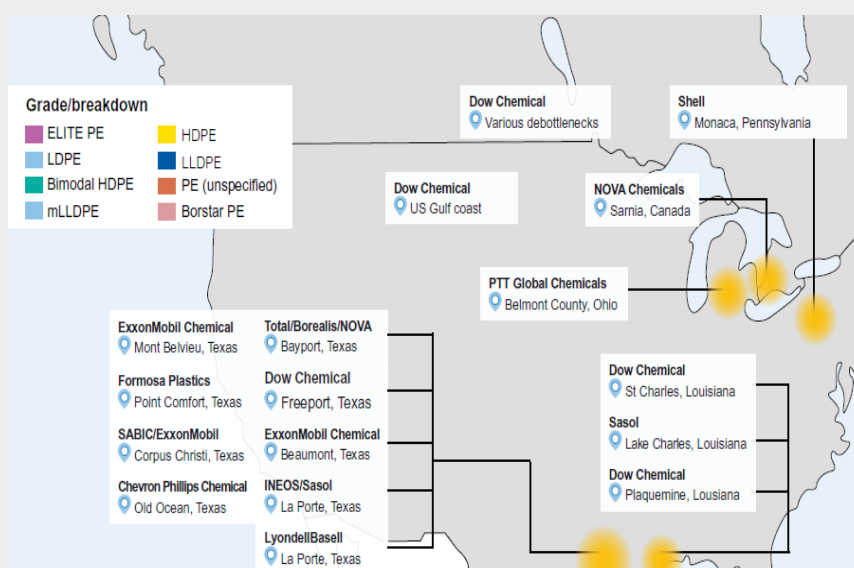 Grade/breakdown
ELITE PE
HDPE
LDPE
LLDPE
Bimodal HDPE
PE (unspecified)
mLLDPE
Borstar PE
Dow Chemical
Various debottlenecks
Shell
Monaca, Pennsylvania
Dow Chemical
US Gulf coast
NOVA Chemicals
Sarnia, Canada
PTT Global Chemicals
Belmont County, Ohio
ExxonMobil Chemical
Mont Belvieu, Texas
Total/Borealis/NOVA
Bayport, Texas
Formosa Plastics
Point Comfort, Texas
Dow Chemical
Freeport, Texas
SABIC/ExxonMobil
Corpus Christi, Texas
ExxonMobil Chemical
Beaumont, Texas
Chevron Phillips Chemical
Old Ocean, Texas
INEOS/Sasol
La Porte, Texas
LyondellBasell
La Porte, Texas
Dow Chemical
St Charles, Louisiana
Sasol
Lake Charles, Louisiana
Dow Chemical
Plaquemine, Lousiana